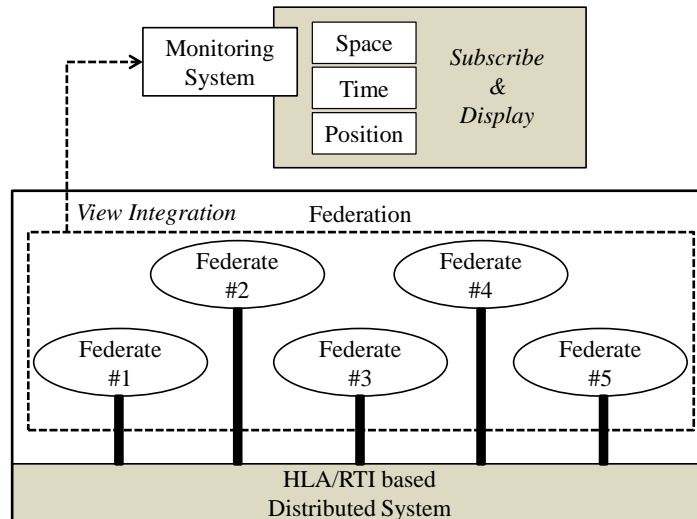 Monitoring
System
Space
Time
Position
Subscribe
&
Display
View Integration
Federation
Federate
#2
Federate
#4
Federate
#1
Federate
#3
Federate
#5
HLA/RTI based
Distributed System